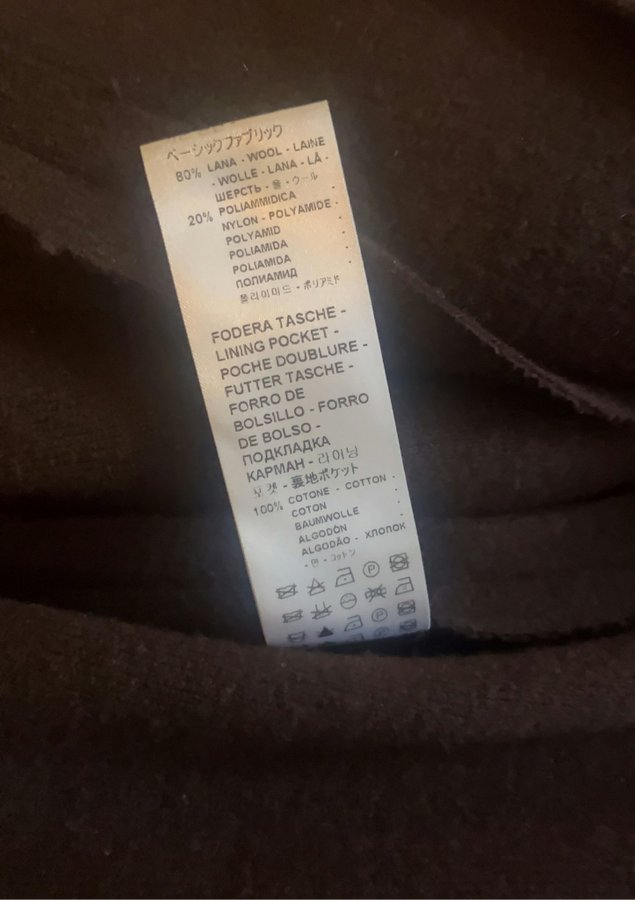 ベーシックファブリック
80% LANA - WOOL - LAINE
- WOLLE - LANA - LÃ -
ШЕРСТЬ - 울 - ウール
20% POLIAMMIDICA -
NYLON - POLYAMIDE -
POLYAMID -
POLIAMIDA -
POLIAMIDA -
ПОЛИАМИД -
폴리아미드 - ポリアミド
FODERA TASCHE -
LINING POCKET -
POCHE DOUBLURE -
FUTTER TASCHE -
FORRO DE
BOLSILLO - FORRO
DE BOLSO -
ПОДКЛАДКА
КАРМАН - 라이닝
포켓 - 裏地ポケット
100% COTONE - COTTON -
COTON -
BAUMWOLLE -
ALGODÓN -
ALGODÃO - ХЛОПОК
- 면 - コットン
P
P